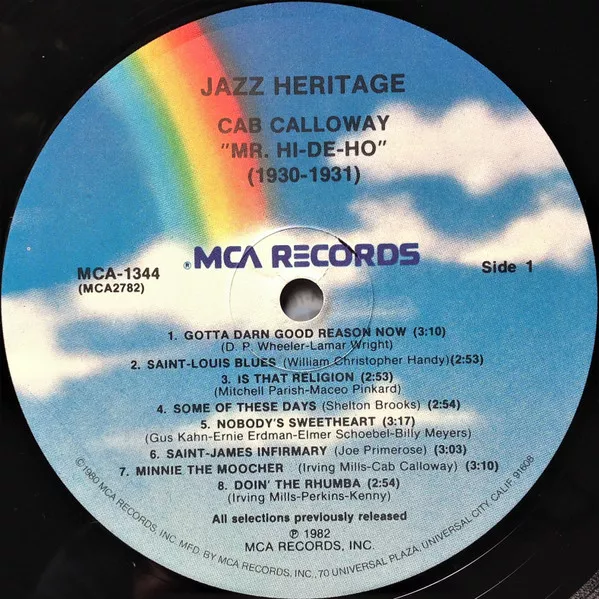 JAZZ HERITAGE
CAB CALLOWAY
"MR. HI-DE-HO"
(1930-1931)
® MCA RECORDS
MCA-1344
(MCA2782)
Side 1
1. GOTTA DARN GOOD REASON NOW (3:10)
(D. P. Wheeler-Lamar Wright)
2. SAINT-LOUIS BLUES (William Christopher Handy)(2:53)
3. IS THAT RELIGION (2:53)
(Mitchell Parish-Maceo Pinkard)
4. SOME OF THESE DAYS (Shelton Brooks) (2:54)
5. NOBODY'S SWEETHEART (3:17)
(Gus Kahn-Ernie Erdman-Elmer Schoebel-Billy Meyers)
6. SAINT-JAMES INFIRMARY (Joe Primerose) (3:03)
7. MINNIE THE MOOCHER (Irving Mills-Cab Calloway) (3:10)
8. DOIN' THE RHUMBA (2:54)
(Irving Mills-Perkins-Kenny)
All selections previously released
℗ 1982
MCA RECORDS, INC.
©1980 MCA RECORDS, INC. MFD. BY MCA RECORDS, INC., 70 UNIVERSAL PLAZA, UNIVERSAL CITY, CALIF. 91608